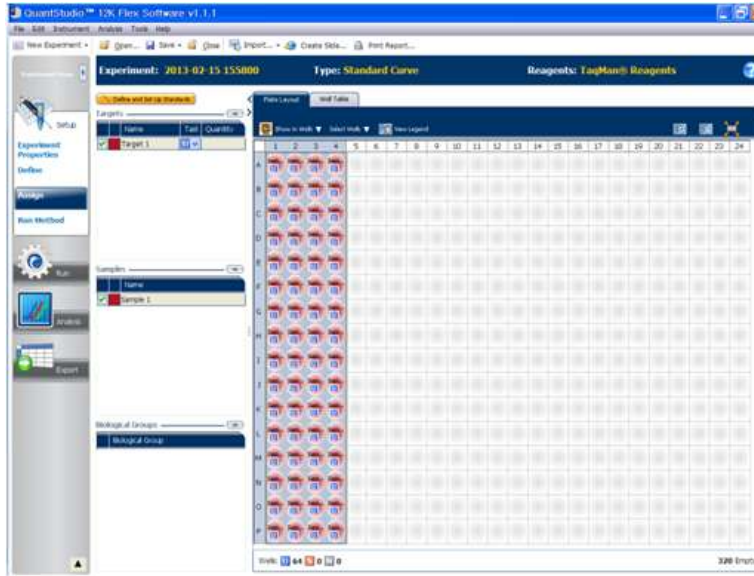 QuantStudio™ 12K Flex Software v1.1.1
File Edit Instrument Analysis Tools Help
New Experiment Open... Save Close Import... Create Slide... Print Report...
Experiment: 2013-02-15 155800 Type: Standard Curve Reagents: TaqMan® Reagents
Define and Set Up Standards
Plate Layout Well Table
Targets
Show in Wells Select Wells View Legend
Name Task Quantity
Target 1 U
1 2 3 4 5 6 7 8 9 10 11 12 13 14 15 16 17 18 19 20 21 22 23 24
Setup
Experiment
Properties
Define
Assign
Run Method
Run
Analysis
Export
Samples
Name
Sample 1
Biological Groups
Biological Group
A
B
C
D
E
F
G
H
I
J
K
L
M
N
O
P
Wells: U 64 S 0 N 0
320 Empty